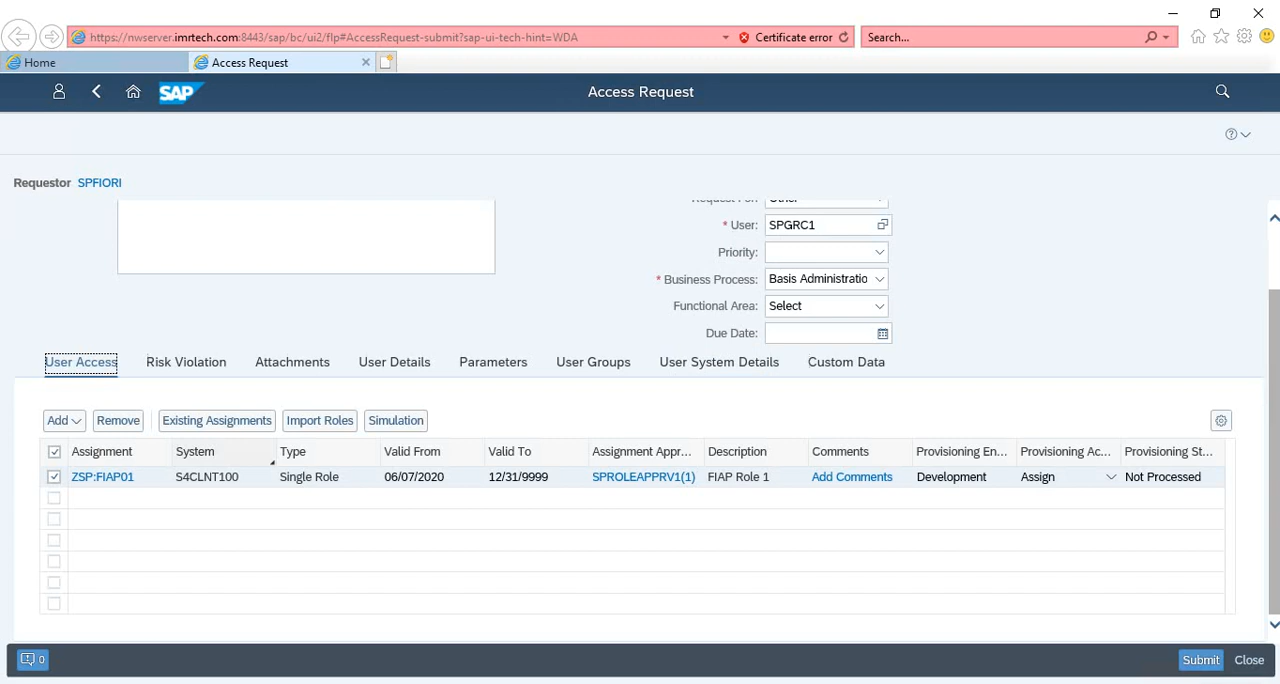 https://nwserver.imrtech.com:8443/sap/bc/ui2/flp#AccessRequest-submit?sap-ui-tech-hint=WDA Certificate error Search...
Home Access Request
SAP Access Request
Requestor SPFIORI
Request For: Other
* User: SPGRC1
Priority:
* Business Process: Basis Administratio
Functional Area: Select
Due Date:
User Access Risk Violation Attachments User Details Parameters User Groups User System Details Custom Data
Add Remove Existing Assignments Import Roles Simulation
Assignment System Type Valid From Valid To Assignment Appr... Description Comments Provisioning En... Provisioning Ac... Provisioning St...
ZSP:FIAP01 S4CLNT100 Single Role 06/07/2020 12/31/9999 SPROLEAPPRV1(1) FIAP Role 1 Add Comments Development Assign Not Processed
0 Submit Close